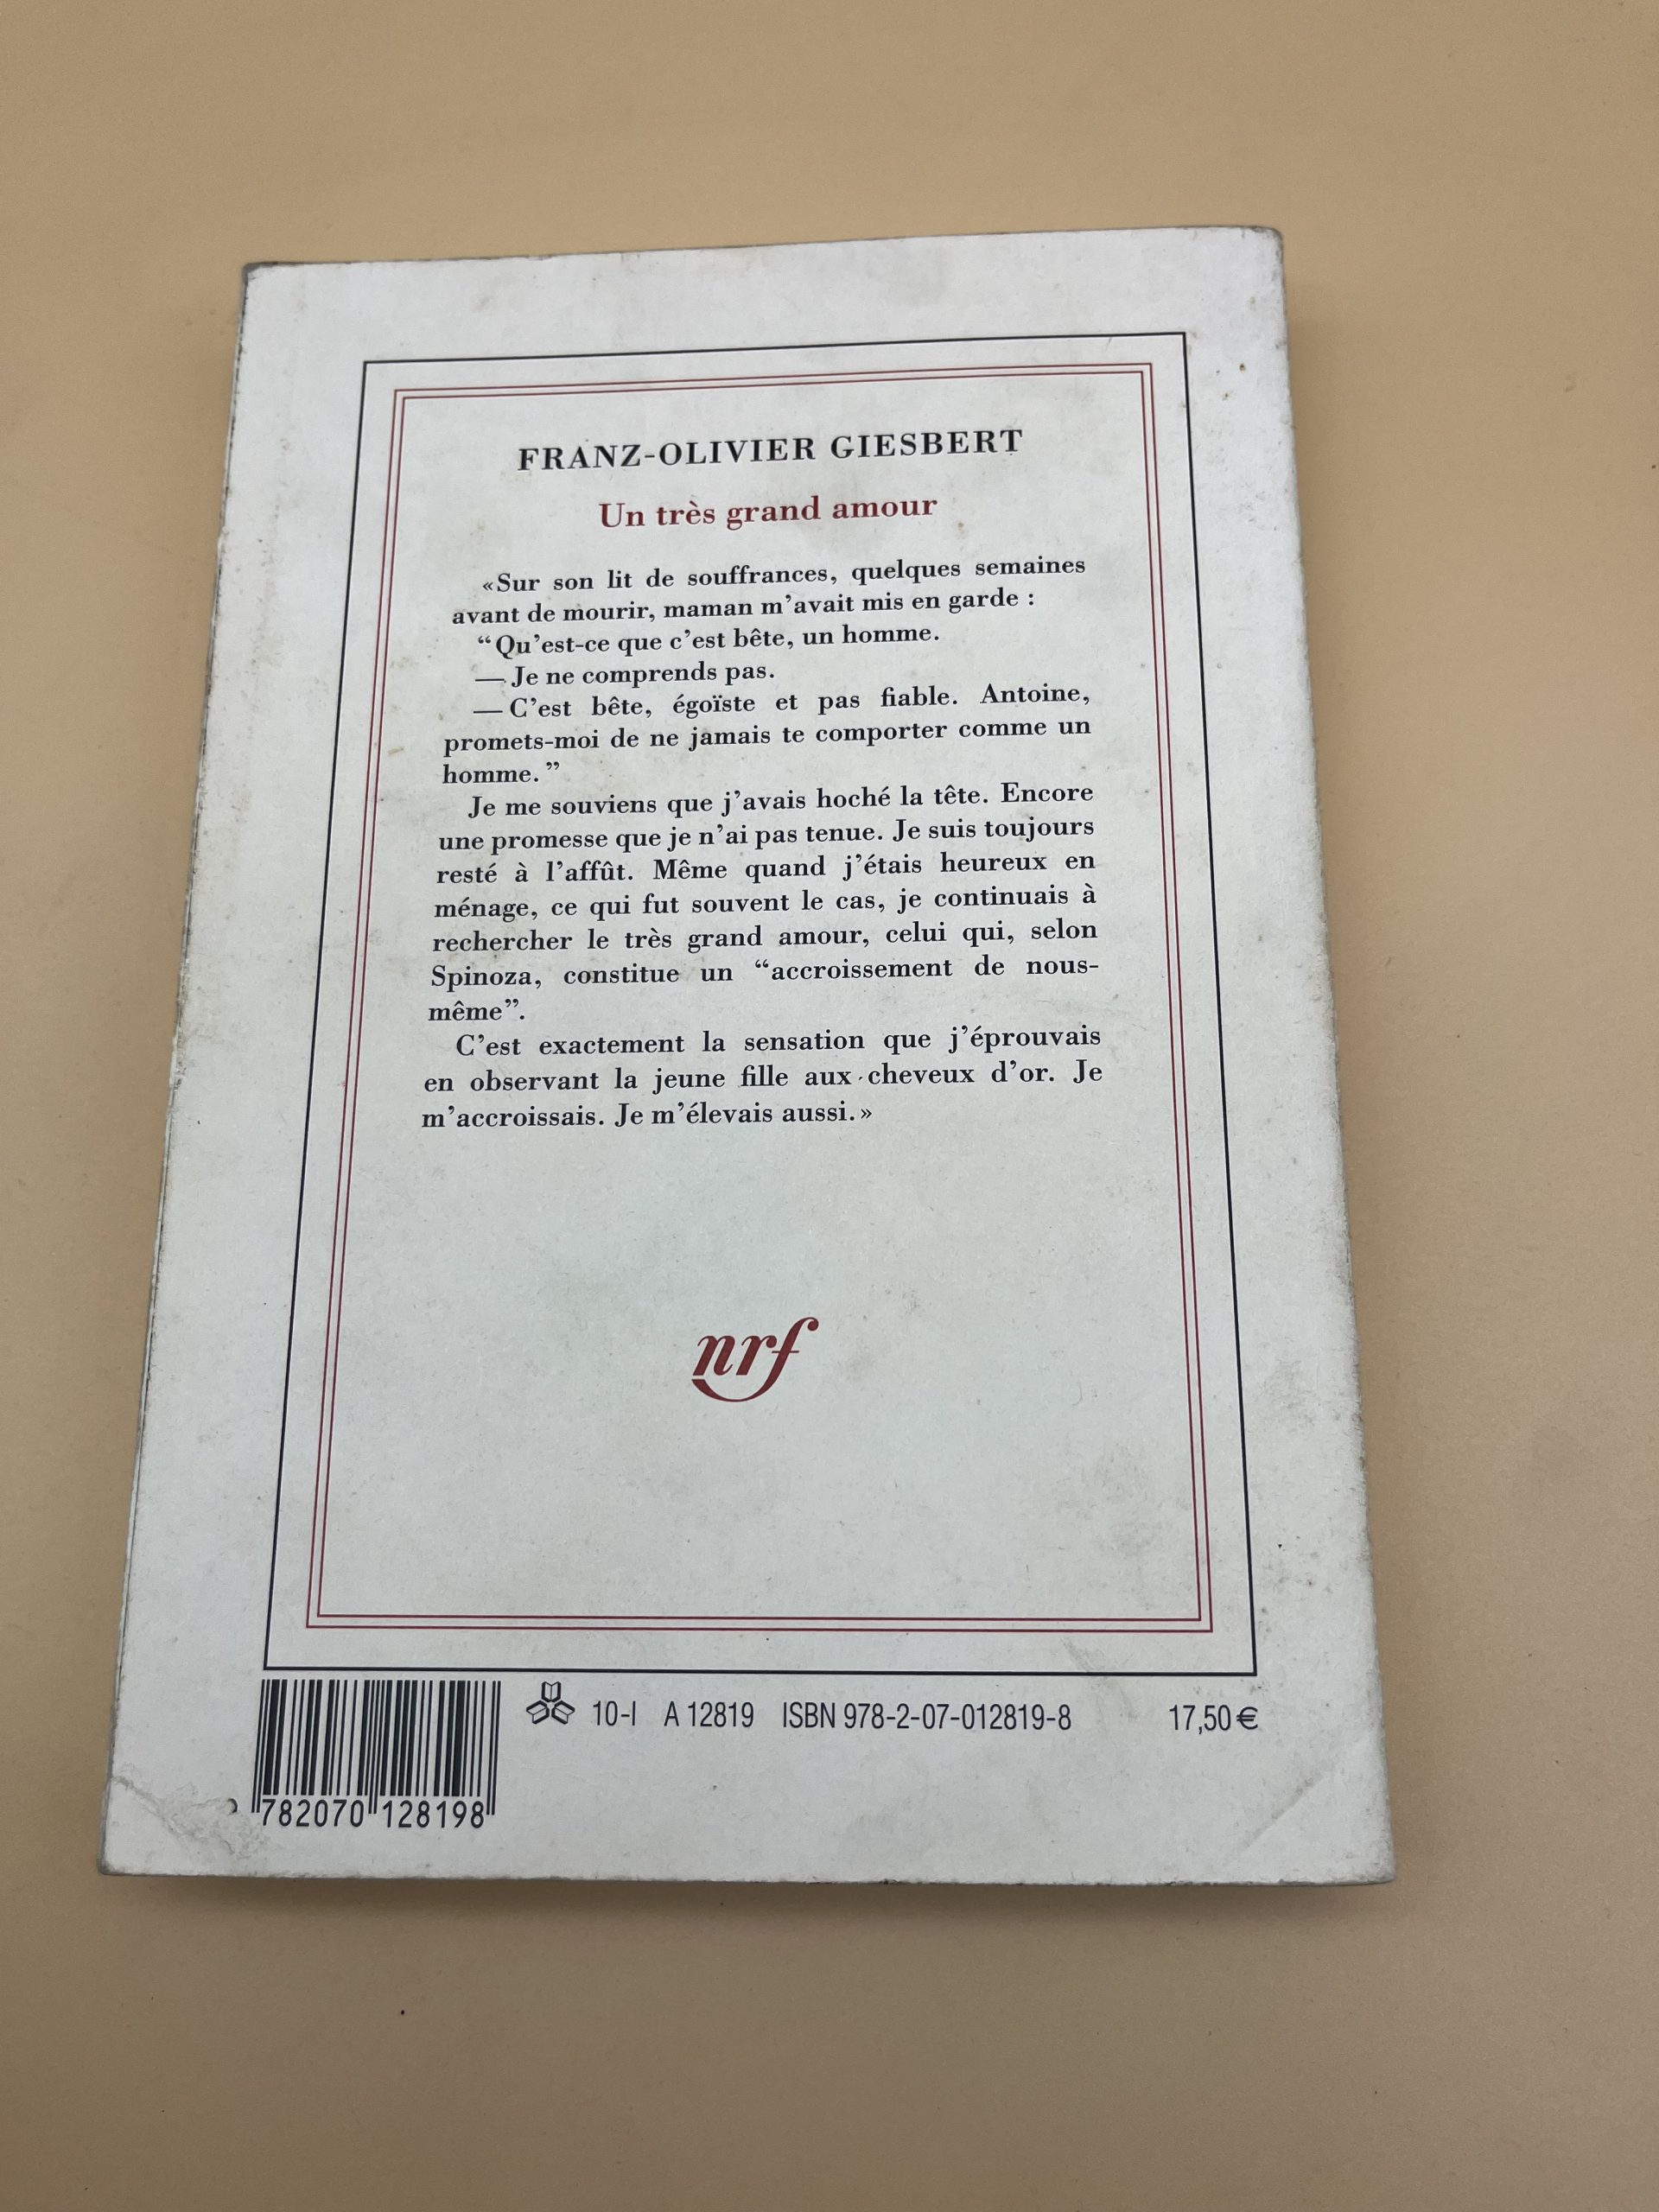 FRANZ-OLIVIER GIESBERT
Un très grand amour
«Sur son lit de souffrances, quelques semaines
avant de mourir, maman m’avait mis en garde :
“Qu’est-ce que c’est bête, un homme.
— Je ne comprends pas.
— C’est bête, égoïste et pas fiable. Antoine,
promets-moi de ne jamais te comporter comme un
homme.”
Je me souviens que j’avais hoché la tête. Encore
une promesse que je n’ai pas tenue. Je suis toujours
resté à l’affût. Même quand j’étais heureux en
ménage, ce qui fut souvent le cas, je continuais à
rechercher le très grand amour, celui qui, selon
Spinoza, constitue un “accroissement de nous-
même”.
C’est exactement la sensation que j’éprouvais
en observant la jeune fille aux cheveux d’or. Je
m’accroissais. Je m’élevais aussi.»
nrf
10-I A 12819 ISBN 978-2-07-012819-8 17,50 €
782070 128198